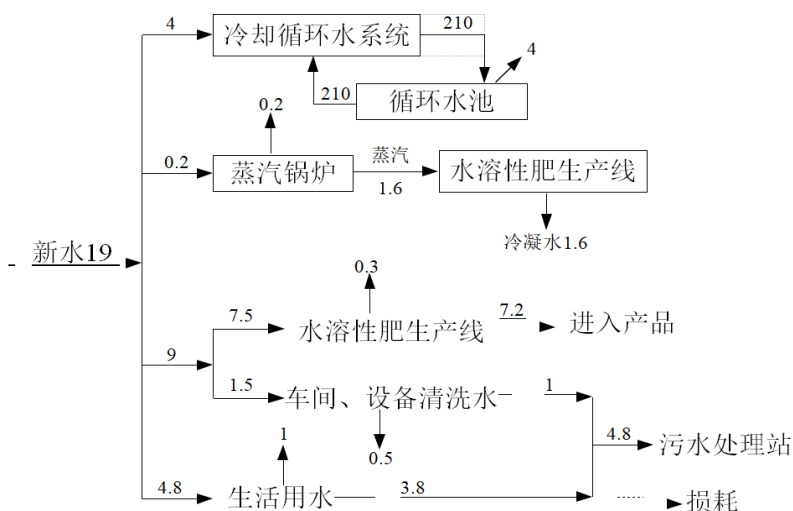 4
冷却循环水系统
210
4
210
循环水池
0.2
0.2
蒸汽锅炉
蒸汽
1.6
水溶性肥生产线
冷凝水1.6
新水19
0.3
9
7.5
水溶性肥生产线
7.2
进入产品
1.5
车间、设备清洗水
1
0.5
4.8
污水处理站
1
4.8
生活用水
3.8
损耗